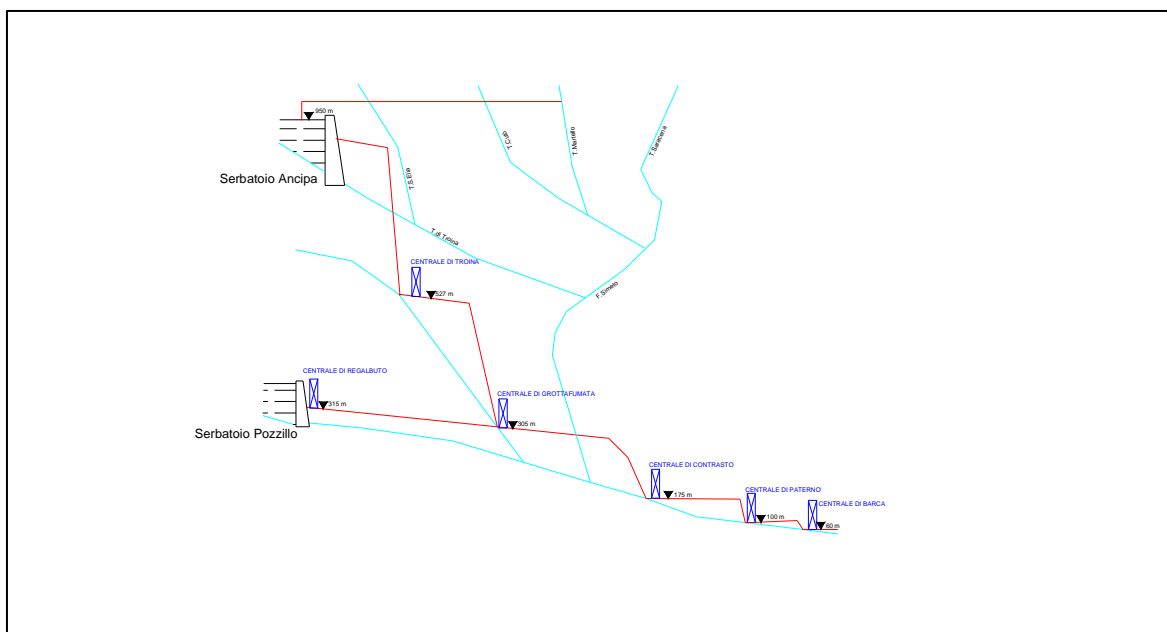 950 m
T.Cuto
T.Martello
T.Saracena
Serbatoio Ancipa
T.S.Elia
T.di Troina
CENTRALE DI TROINA
527 m
F.Simeto
CENTRALE DI REGALBUTO
315 m
CENTRALE DI GROTTAFUMATA
305 m
Serbatoio Pozzillo
CENTRALE DI CONTRASTO
175 m
CENTRALE DI PATERNO'
100 m
CENTRALE DI BARCA
60 m